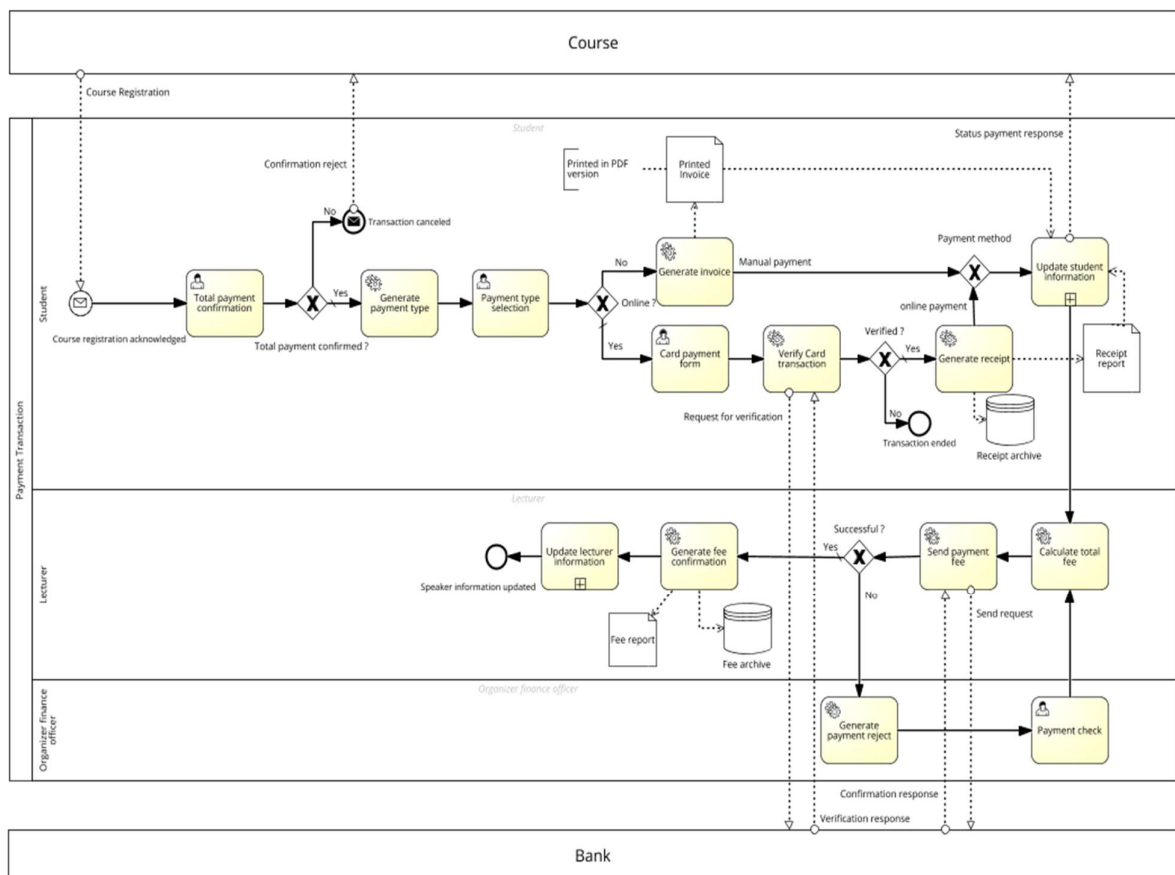 Course
Course Registration
Student
Status payment response
Confirmation reject
Printed in PDF
version
Printed
Invoice
No
Transaction canceled
Payment method
Total payment
confirmation
Yes
Generate
payment type
Payment type
selection
No
Online ?
Generate invoice
Manual payment
Update student
information
Student
Course registration acknowledged
Total payment confirmed ?
Yes
Card payment
form
Verify Card
transaction
Verified ?
Yes
online payment
Generate receipt
Receipt
report
Request for verification
No
Transaction ended
Receipt archive
Payment Transaction
Lecturer
Lecturer
Speaker information updated
Update lecturer
information
Generate fee
confirmation
Yes
Successful ?
Send payment
fee
Calculate total
fee
No
Send request
Fee report
Fee archive
Organizer finance officer
Organizer finance
officer
Generate
payment reject
Payment check
Confirmation response
Verification response
Bank